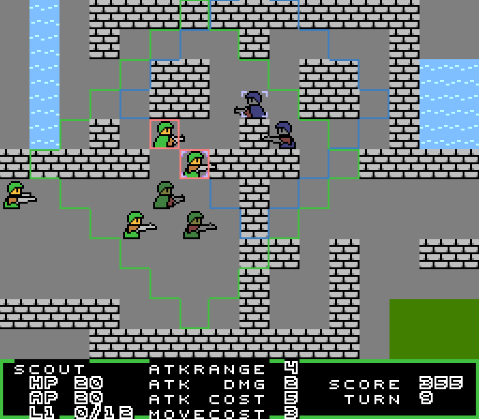 SCOUT ATKRANGE 4
HP 20 ATK DMG 2 SCORE 355
AP 20 ATK COST 5 TURN 9
L1 0/12 MOVECOST 3